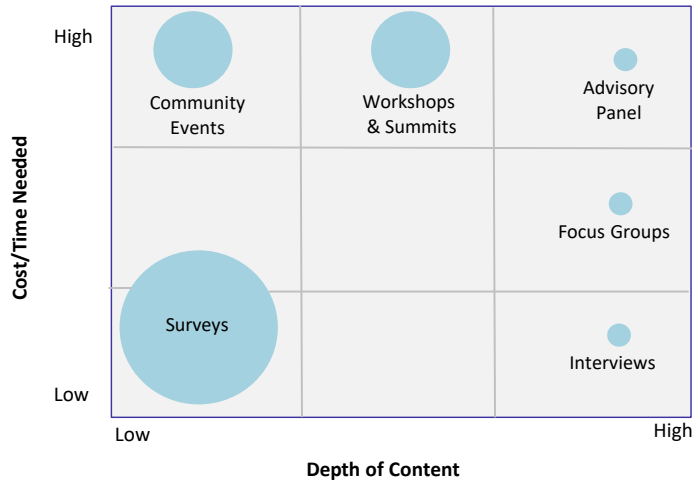 High
Community
Events
Workshops
& Summits
Advisory
Panel
Cost/Time Needed
Focus Groups
Surveys
Interviews
Low
Low
High
Depth of Content